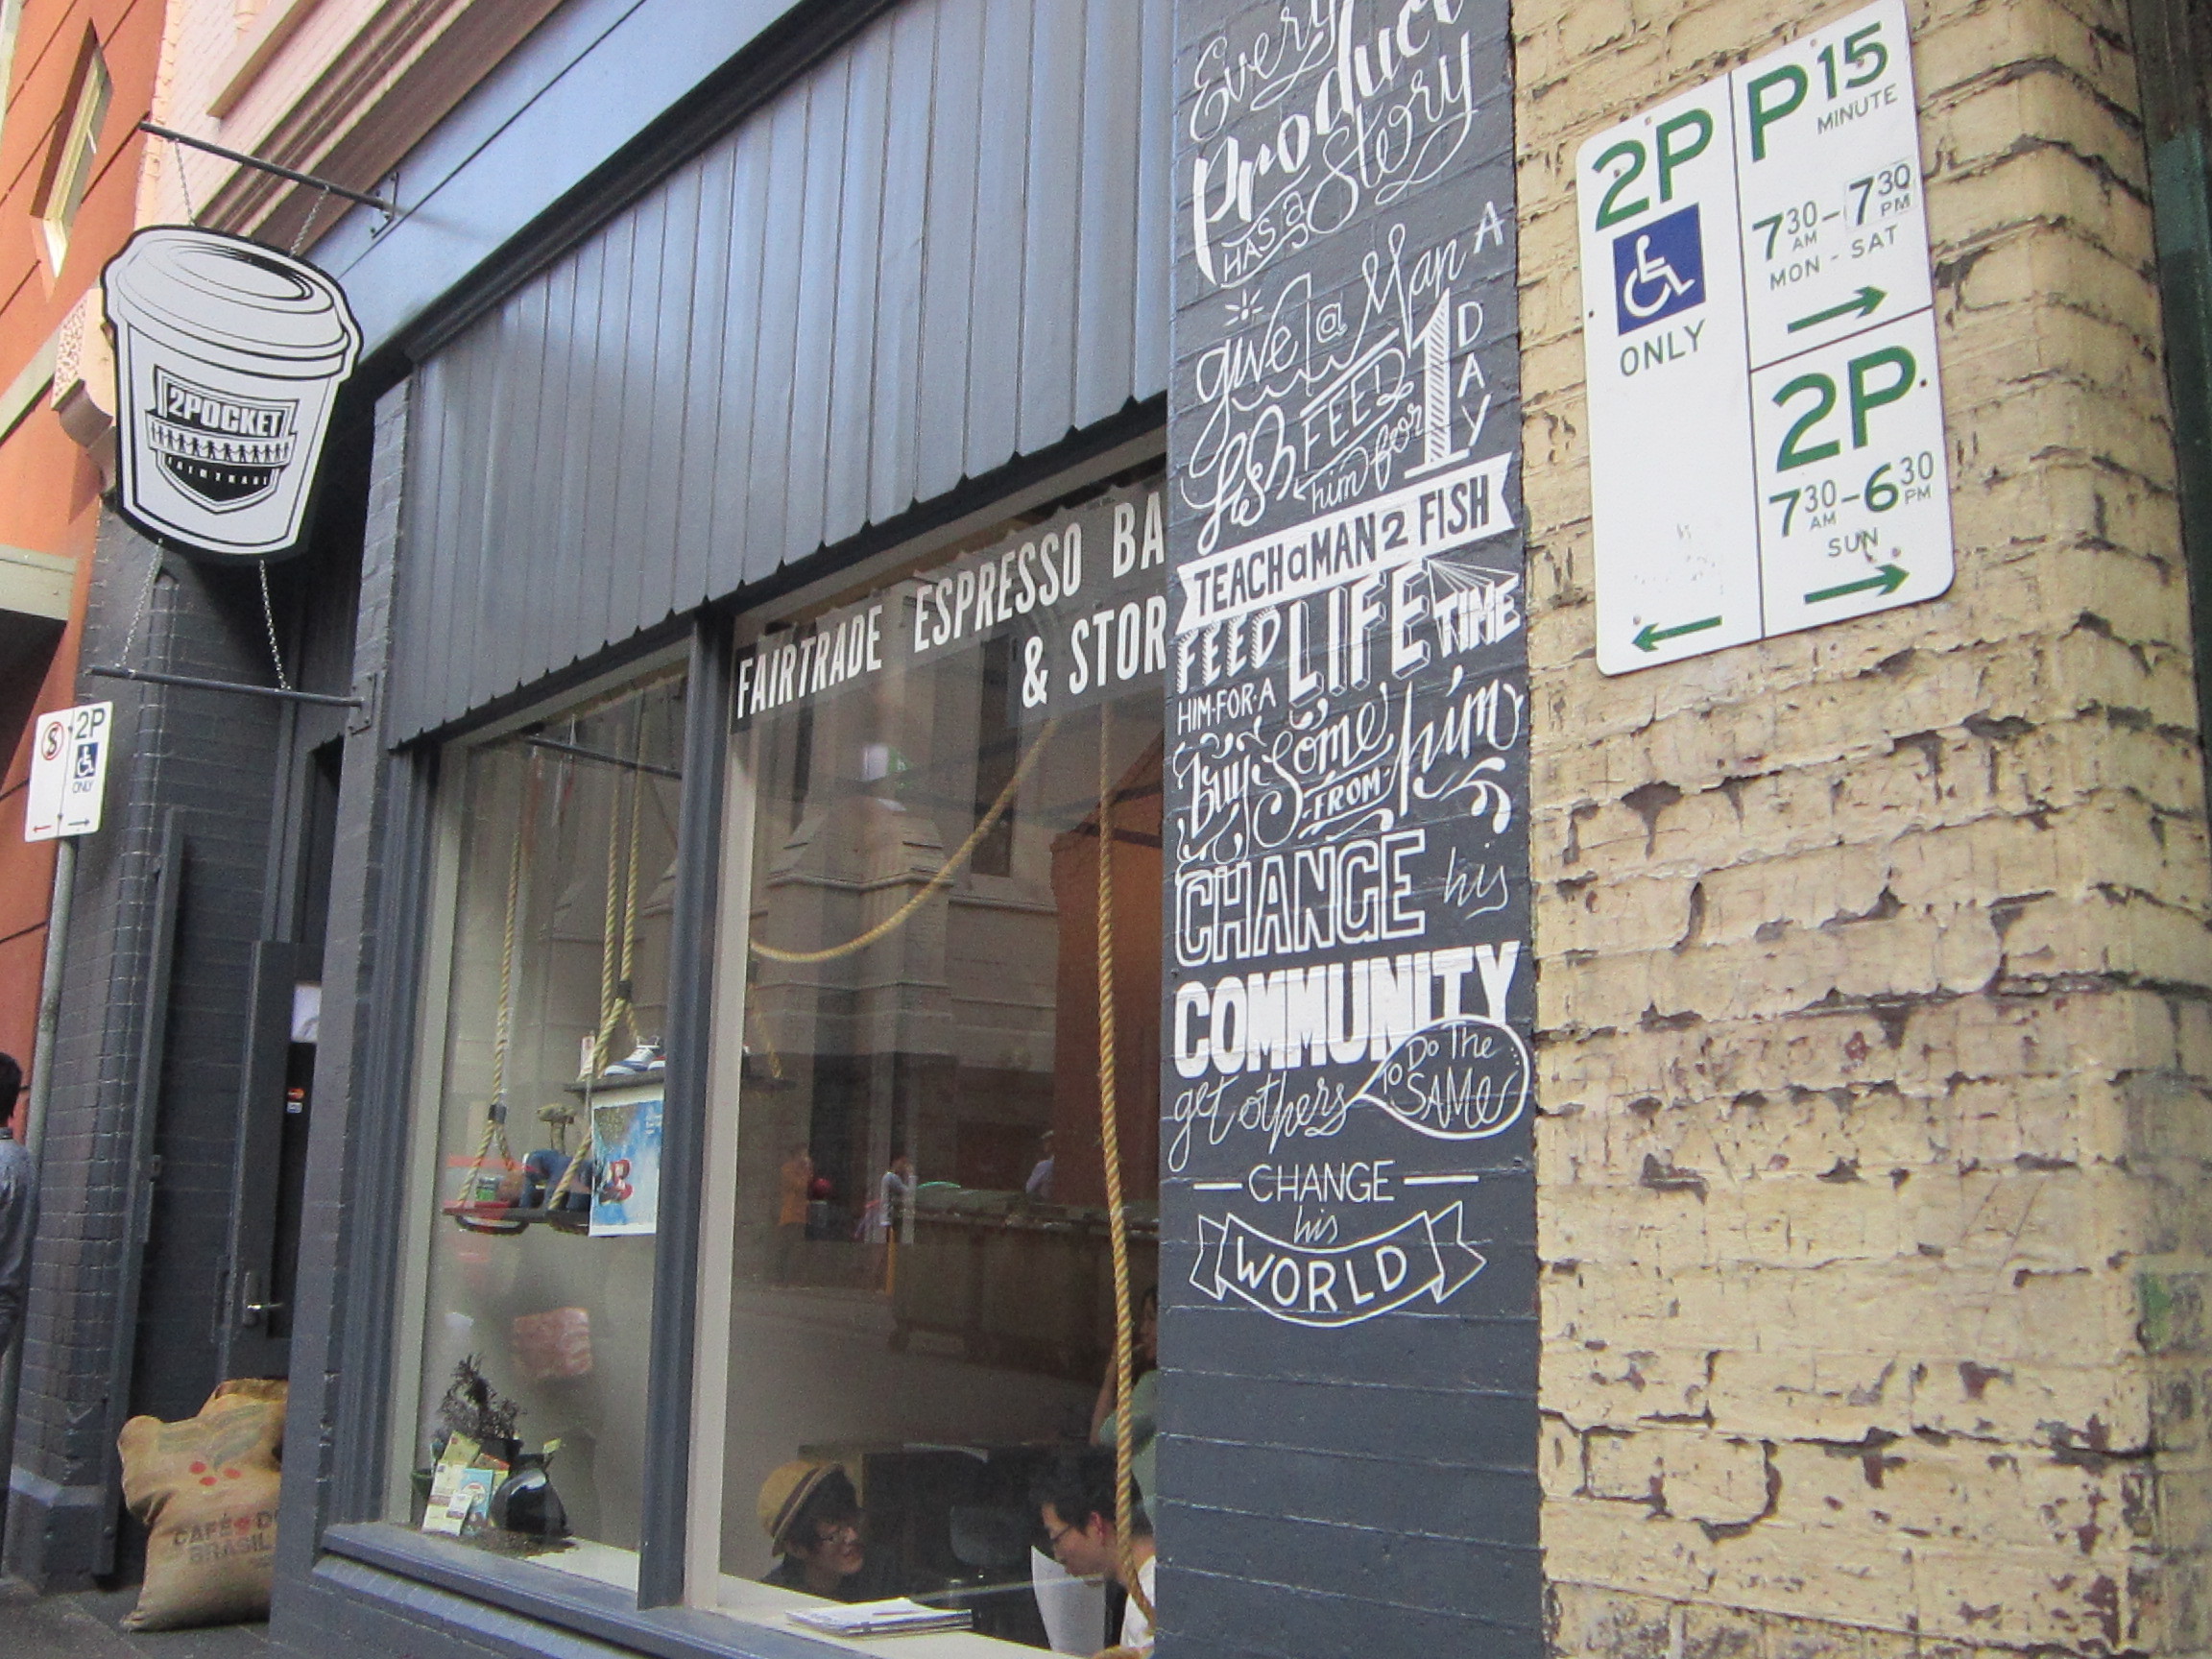 2POCKET
FAIRTRADE
S
2P
ONLY
FAIRTRADE ESPRESSO BA
& STOR
CAFÉ DO
BRASIL
Every
Product
HAS a
Story
give a Man A
fish FEED
him for 1 DAY
TEACH a MAN 2 FISH
FEED
HIM·FOR·A
LIFE TIME
Buy Some
FROM him
CHANGE his
COMMUNITY
get others
TO DO The
SAMe
CHANGE
his
WORLD
2P
ONLY
P15
MINUTE
7 30 AM – 7 30 PM
MON - SAT
2P
7 30 AM – 6 30 PM
SUN